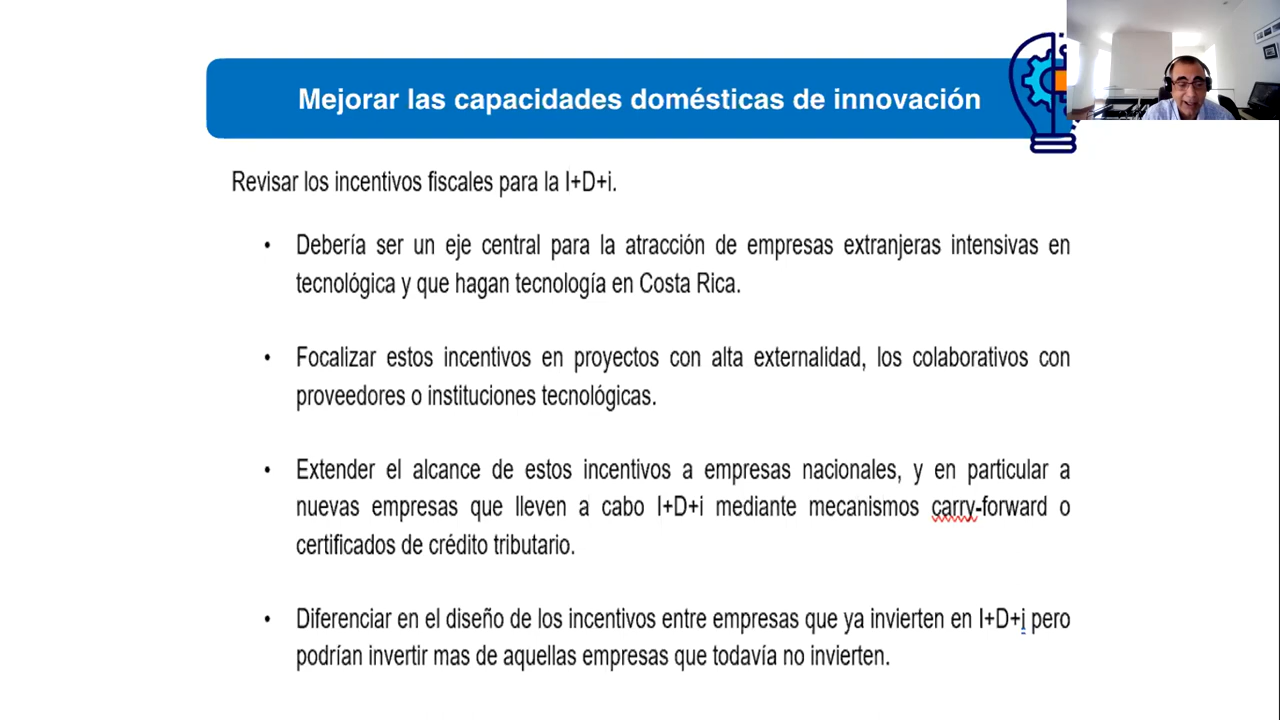 Mejorar las capacidades domésticas de innovación
Revisar los incentivos fiscales para la I+D+i.
• Debería ser un eje central para la atracción de empresas extranjeras intensivas en
tecnológica y que hagan tecnología en Costa Rica.
• Focalizar estos incentivos en proyectos con alta externalidad, los colaborativos con
proveedores o instituciones tecnológicas.
• Extender el alcance de estos incentivos a empresas nacionales, y en particular a
nuevas empresas que lleven a cabo I+D+i mediante mecanismos carry-forward o
certificados de crédito tributario.
• Diferenciar en el diseño de los incentivos entre empresas que ya invierten en I+D+i pero
podrían invertir mas de aquellas empresas que todavía no invierten.